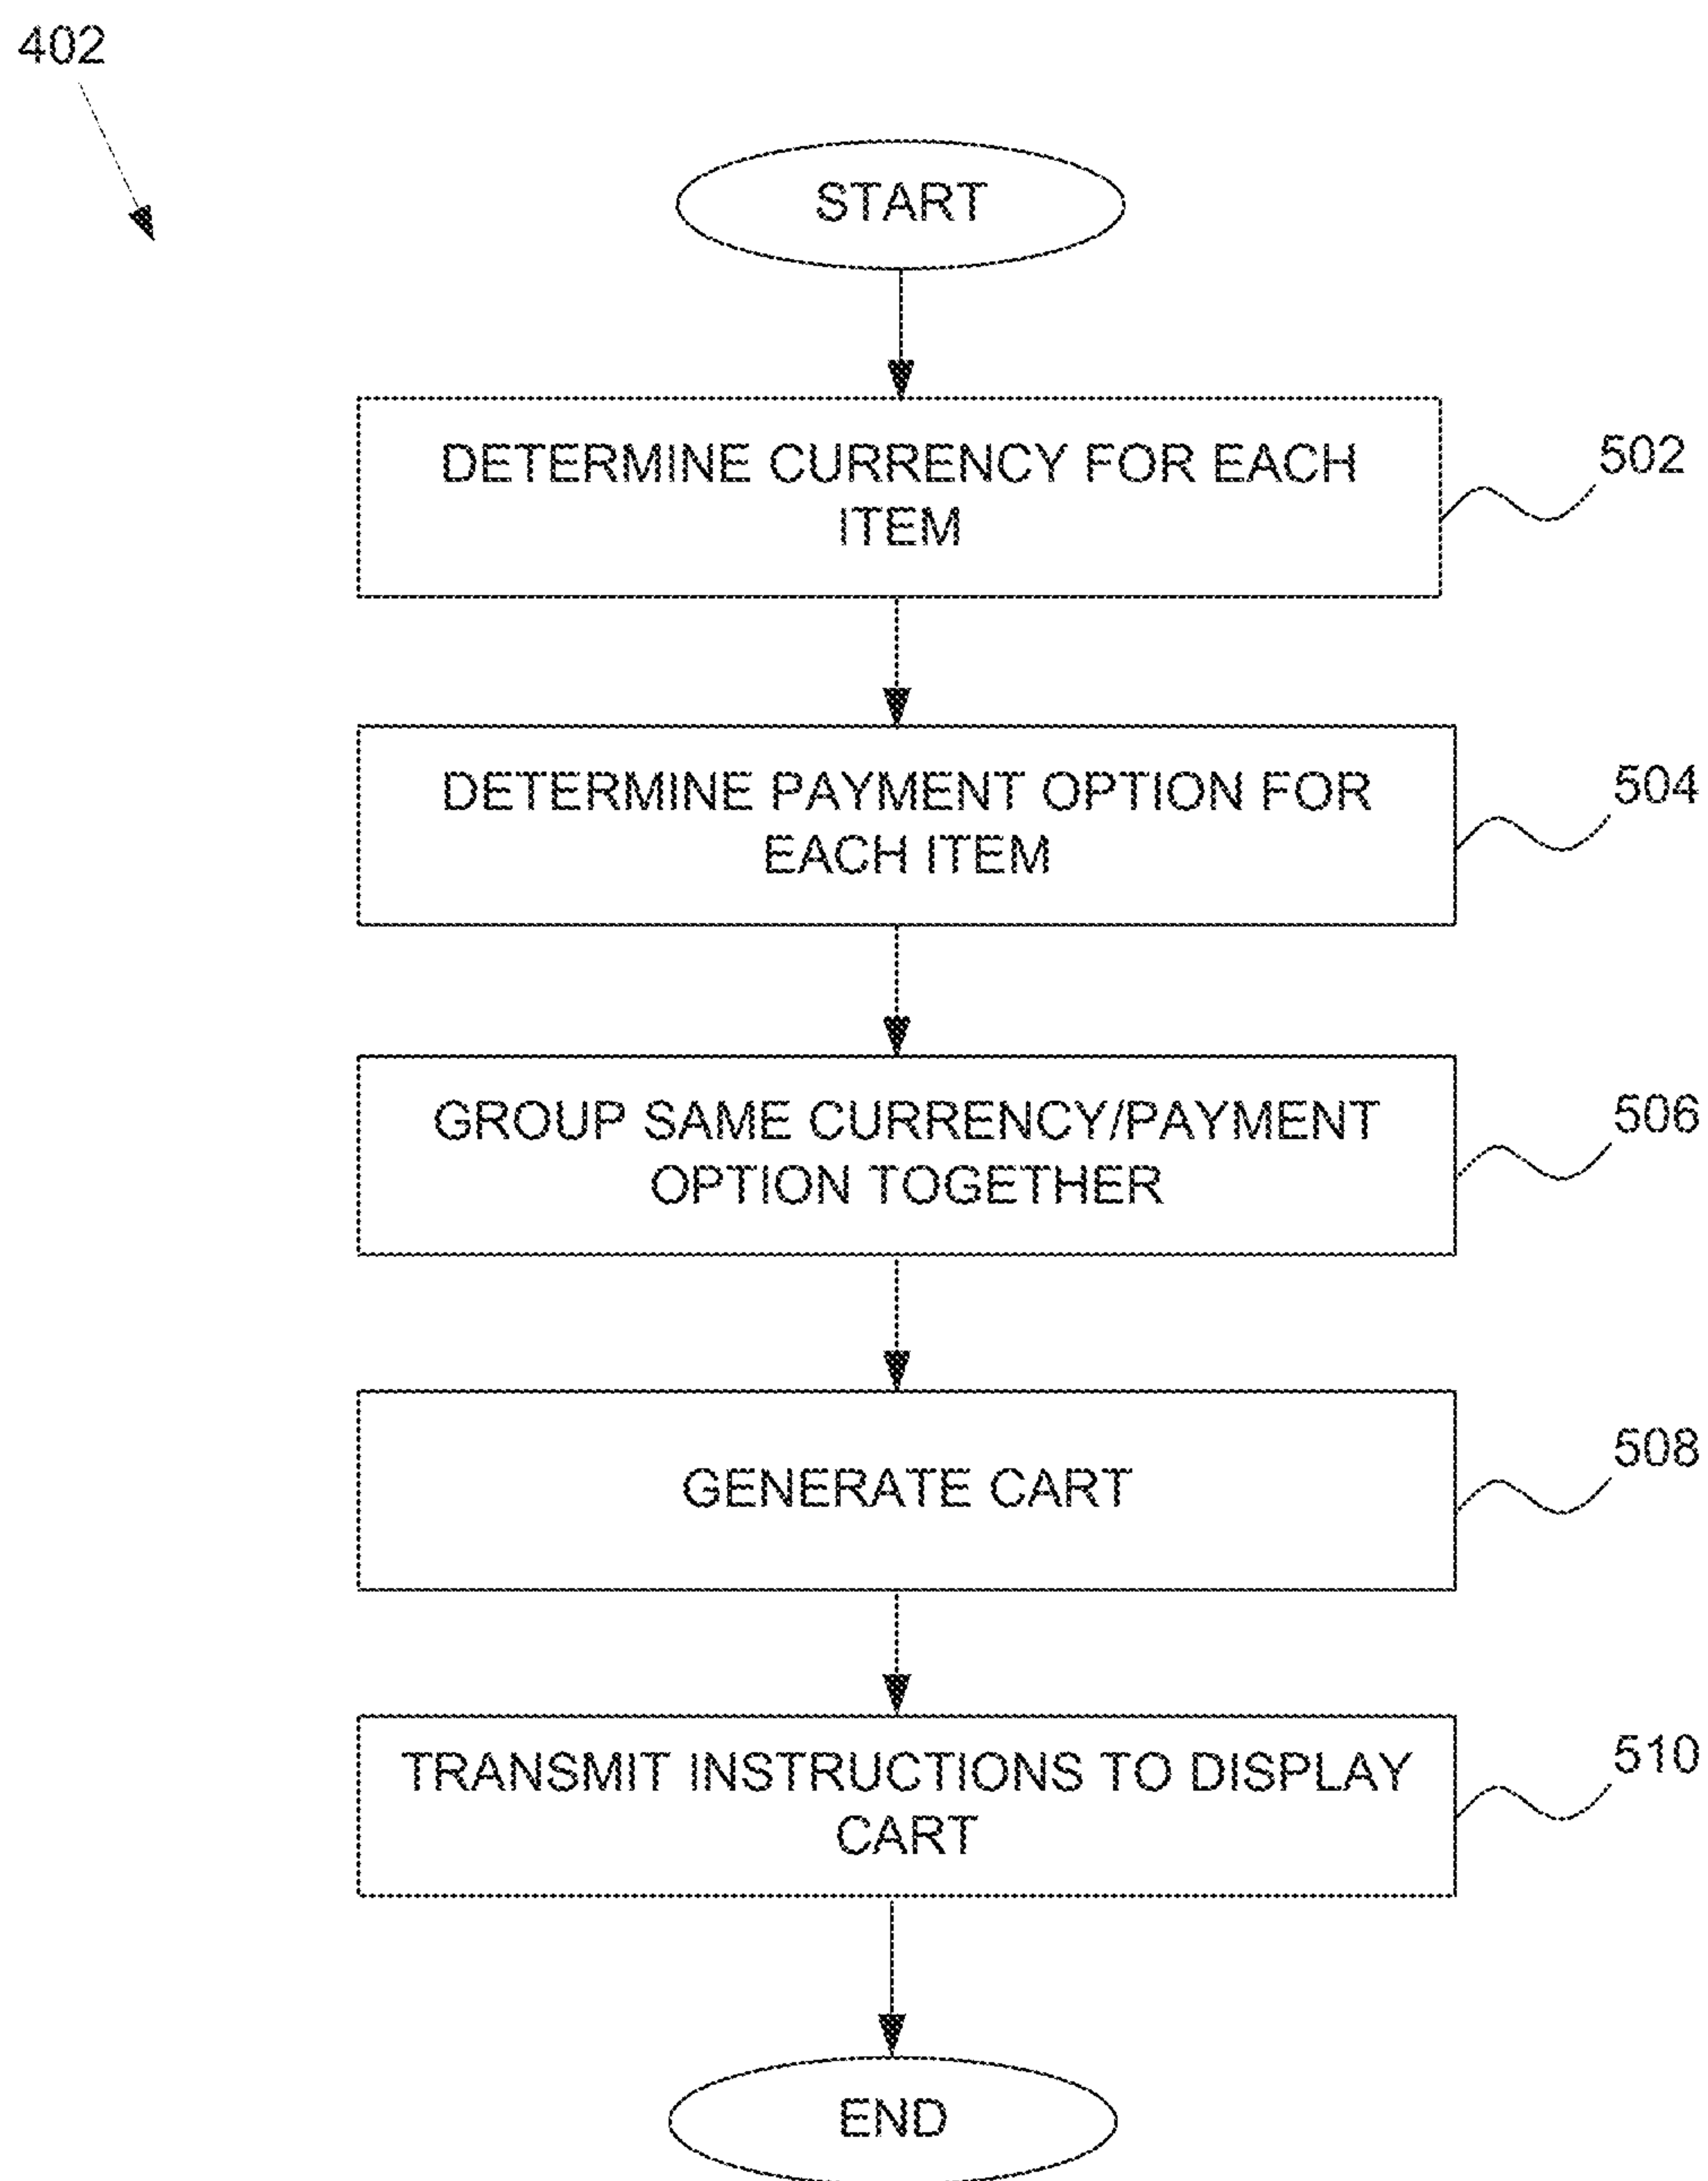 402
START
DETERMINE CURRENCY FOR EACH
ITEM
502
DETERMINE PAYMENT OPTION FOR
EACH ITEM
504
GROUP SAME CURRENCY/PAYMENT
OPTION TOGETHER
506
GENERATE CART
508
TRANSMIT INSTRUCTIONS TO DISPLAY
CART
510
END